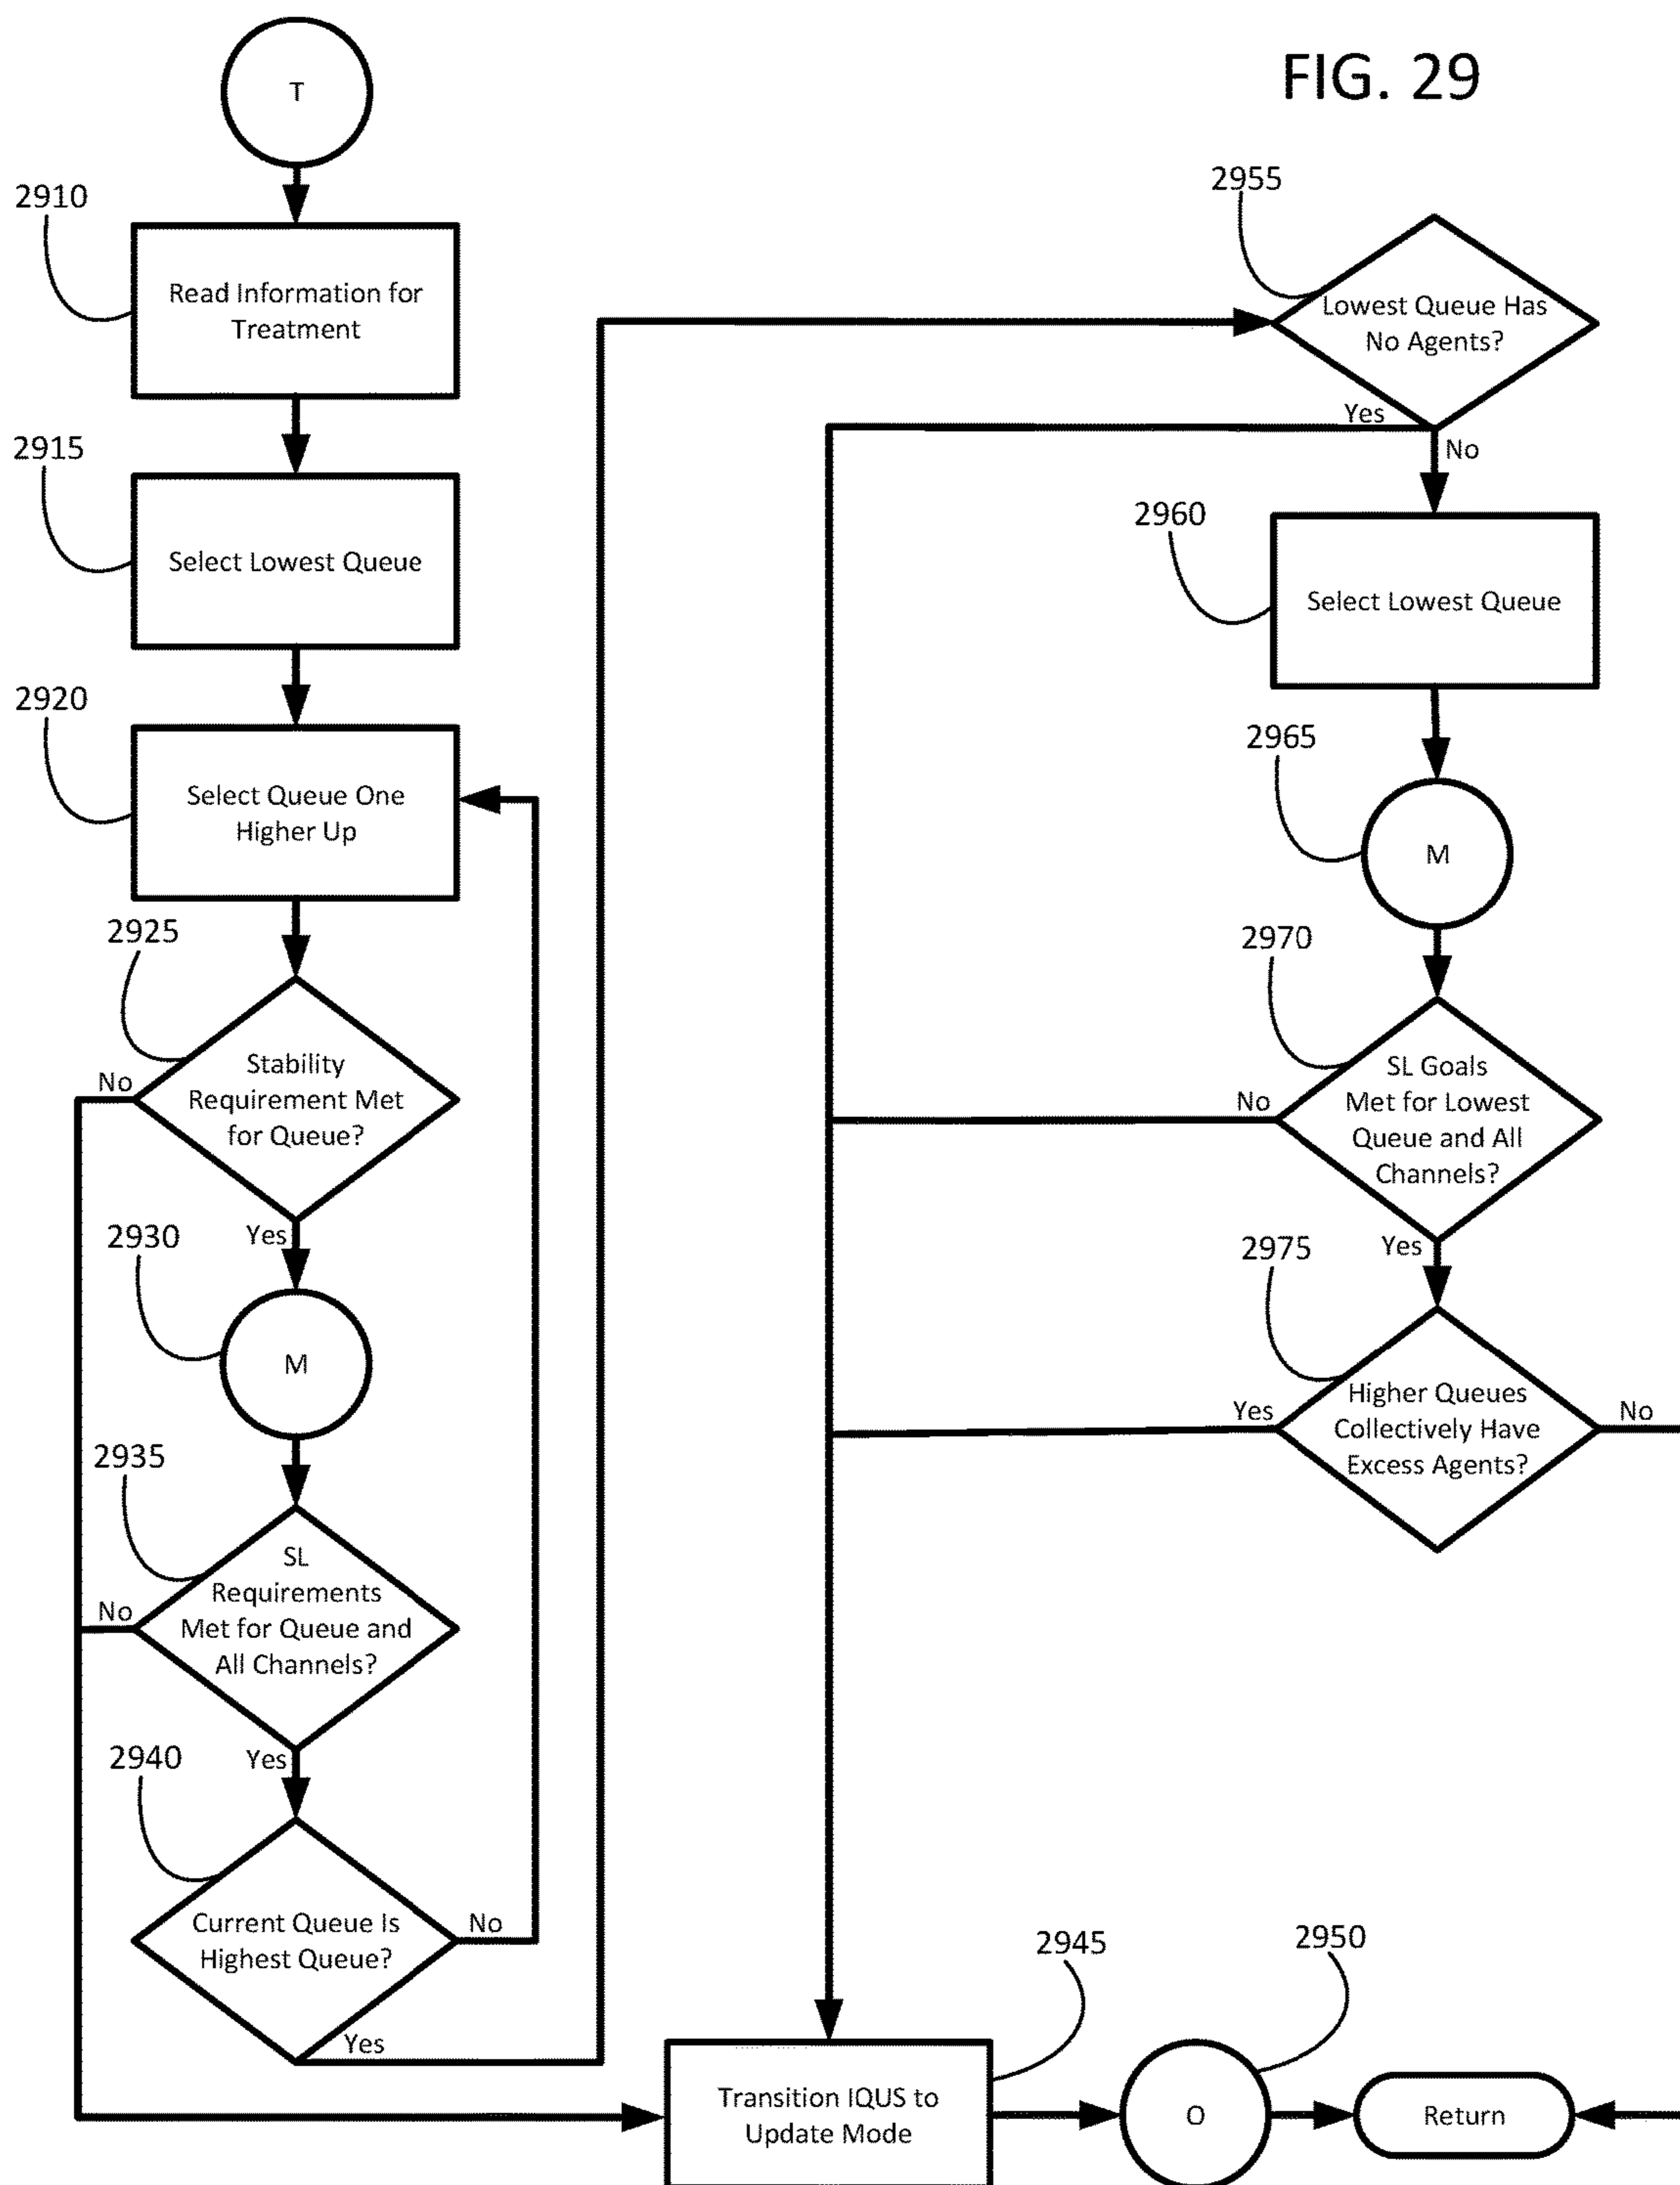 FIG. 29
T
2910
Read Information for
Treatment
2915
Select Lowest Queue
2920
Select Queue One
Higher Up
2925
Stability
Requirement Met
for Queue?
No
Yes
2930
M
2935
SL
Requirements
Met for Queue and
All Channels?
No
Yes
2940
Current Queue Is
Highest Queue?
No
Yes
2955
Lowest Queue Has
No Agents?
Yes
No
2960
Select Lowest Queue
2965
M
2970
SL Goals
Met for Lowest
Queue and All
Channels?
No
Yes
2975
Higher Queues
Collectively Have
Excess Agents?
Yes
No
2945
Transition IQUS to
Update Mode
2950
O
Return